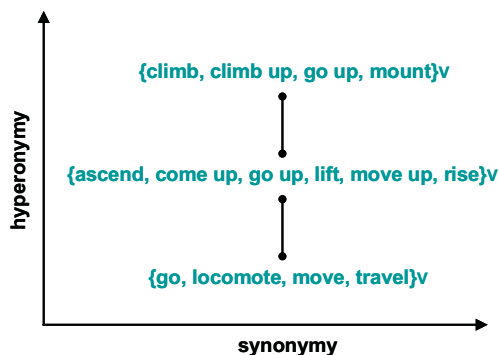 {climb, climb up, go up, mount}v
{ascend, come up, go up, lift, move up, rise}v
{go, locomote, move, travel}v
hyperonymy
synonymy